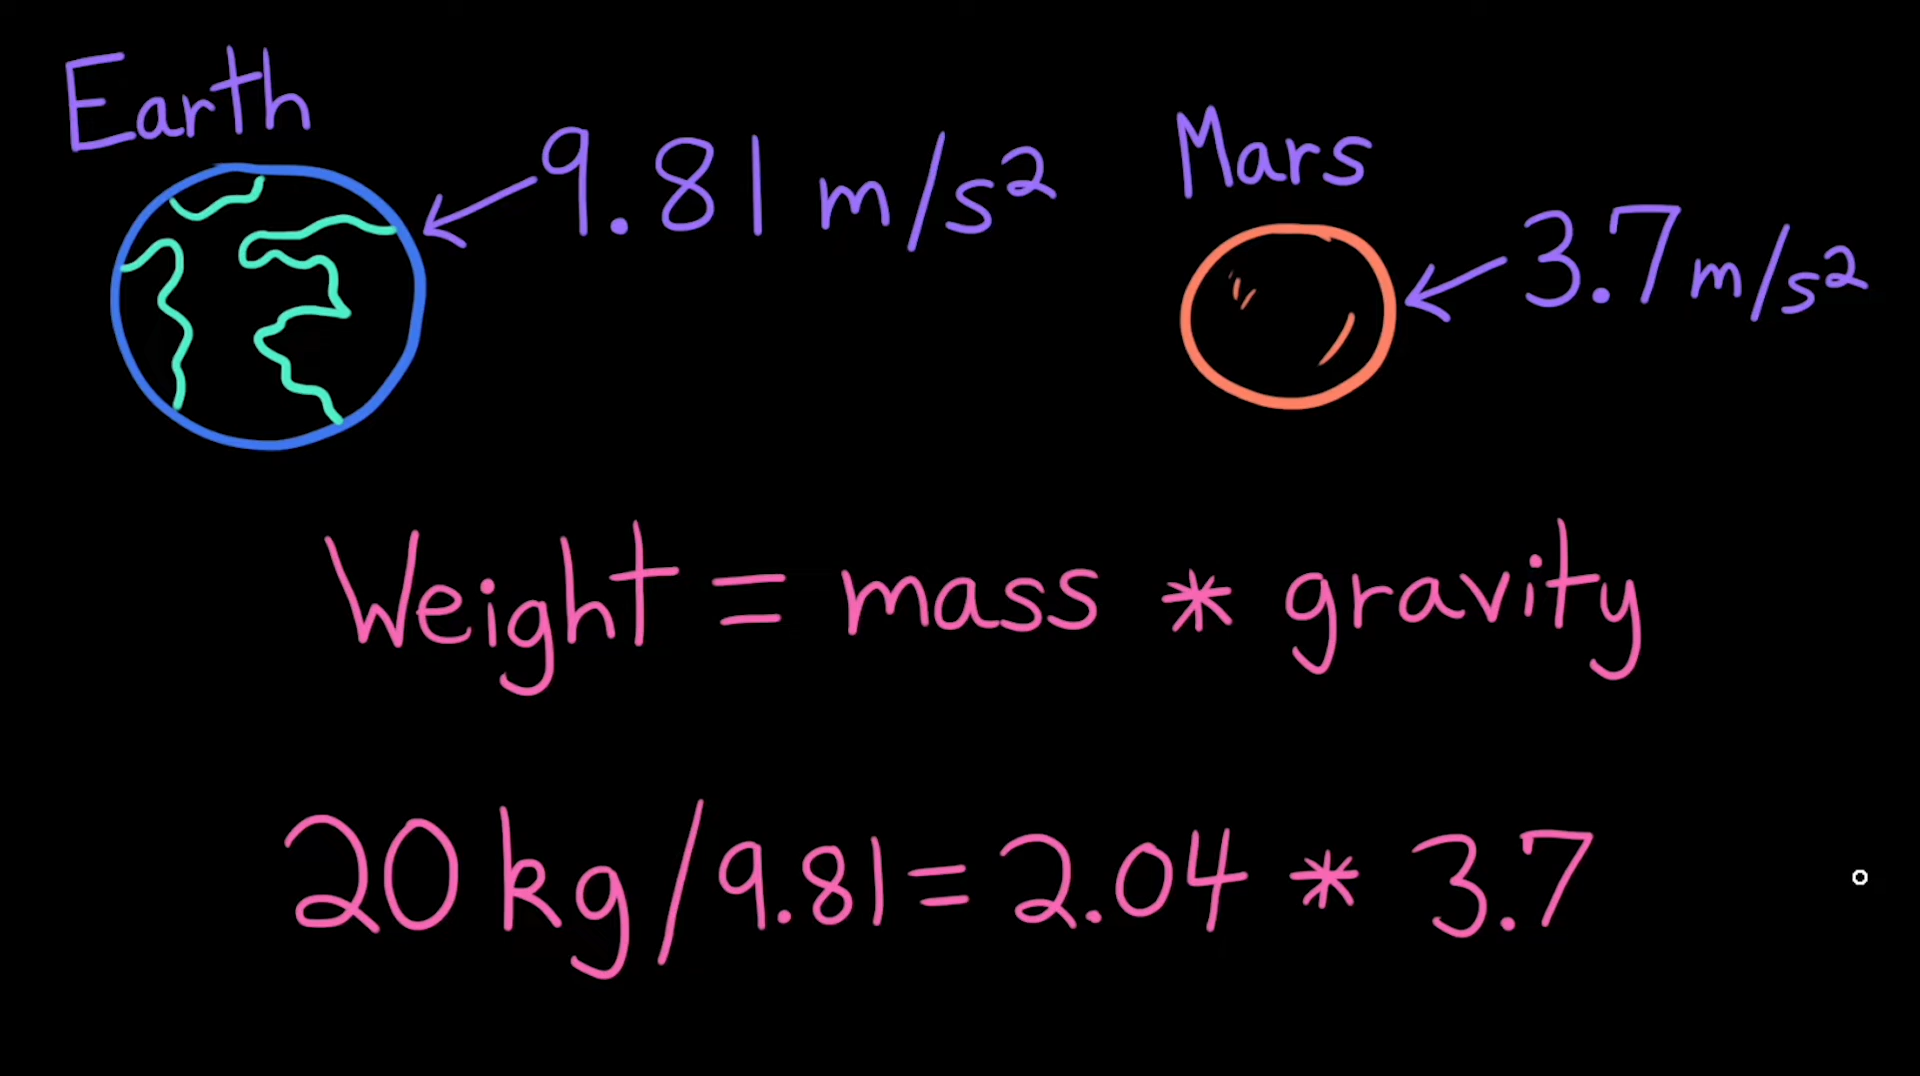 Earth
9.81 m/s²
Mars
3.7 m/s²
Weight = mass * gravity
20 kg/9.81 = 2.04 * 3.7